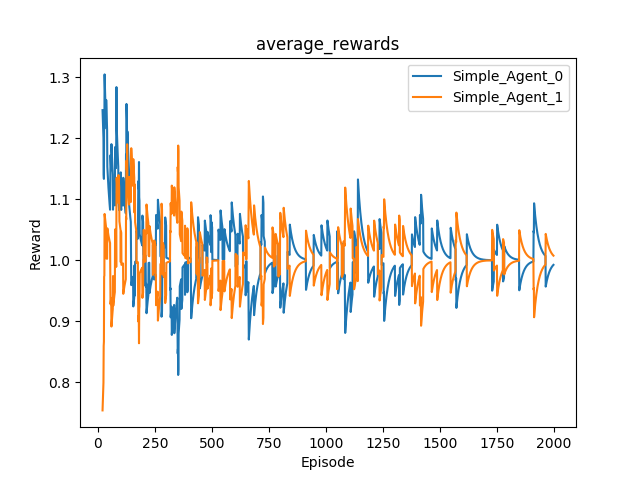 average_rewards
Simple_Agent_0
Simple_Agent_1
Reward
1.3
1.2
1.1
1.0
0.9
0.8
0 250 500 750 1000 1250 1500 1750 2000
Episode